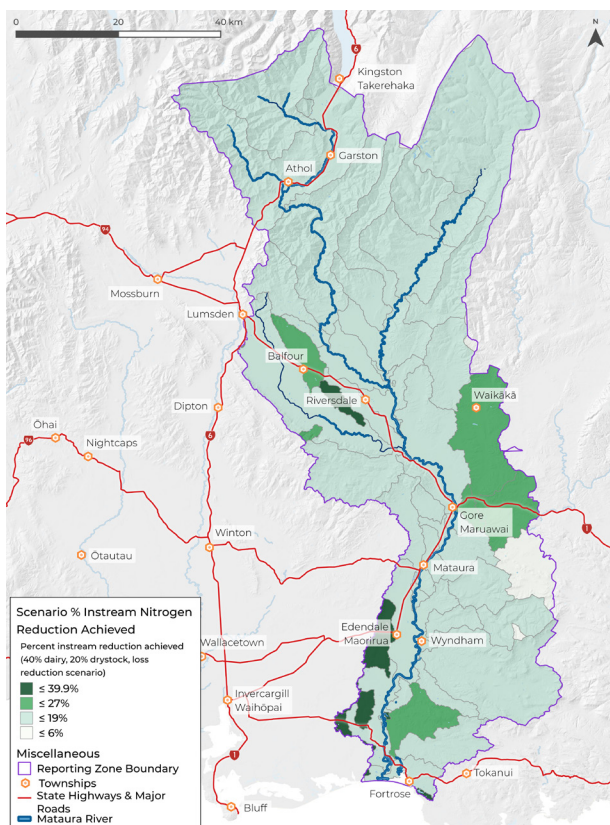 0 20 40 km
N
6
Kingston
Takerehaka
Garston
Athol
94
Mossburn
Lumsden
Balfour
Riversdale
Waikākā
Dipton
6
Ōhai
96
Nightcaps
Gore
Maruawai
1
Winton
Ōtautau
Mataura
Edendale
Maorirua
Wyndham
Wallacetown
Invercargill
Waihōpai
1
Tokanui
Fortrose
Bluff
Scenario % Instream Nitrogen
Reduction Achieved
Percent instream reduction achieved
(40% dairy, 20% drystock, loss
reduction scenario)
≤ 39.9%
≤ 27%
≤ 19%
≤ 6%
Miscellaneous
Reporting Zone Boundary
Townships
State Highways & Major
Roads
Mataura River